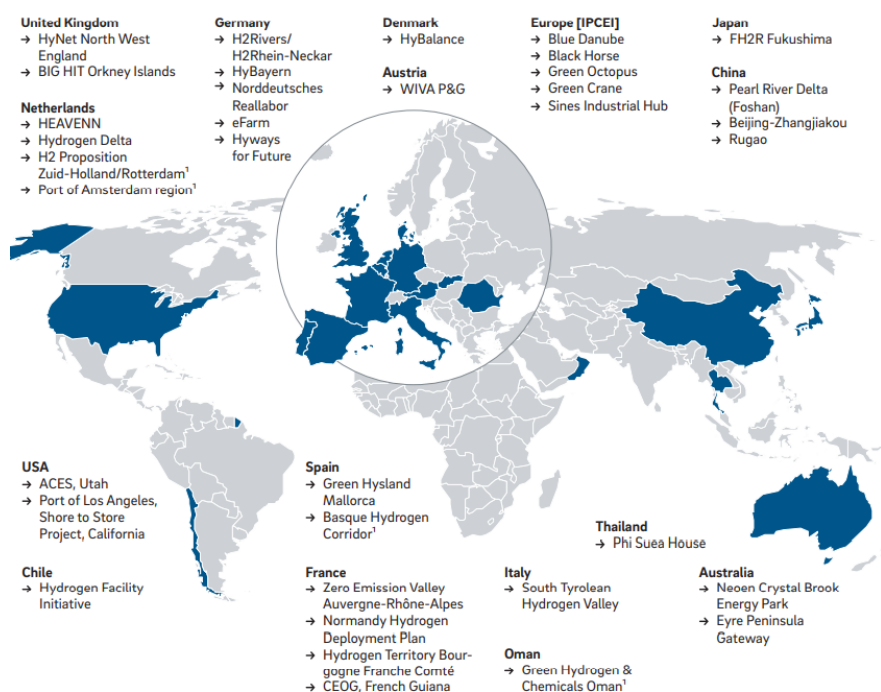 United Kingdom
→ HyNet North West
England
→ BIG HIT Orkney Islands
Netherlands
→ HEAVENN
→ Hydrogen Delta
→ H2 Proposition
Zuid-Holland/Rotterdam¹
→ Port of Amsterdam region¹
Germany
→ H2Rivers/
H2Rhein-Neckar
→ HyBayern
→ Norddeutsches
Reallabor
→ eFarm
→ Hyways
for Future
Denmark
→ HyBalance
Austria
→ WIVA P&G
Europe [IPCEI]
→ Blue Danube
→ Black Horse
→ Green Octopus
→ Green Crane
→ Sines Industrial Hub
Japan
→ FH2R Fukushima
China
→ Pearl River Delta
(Foshan)
→ Beijing-Zhangjiakou
→ Rugao
USA
→ ACES, Utah
→ Port of Los Angeles,
Shore to Store
Project, California
Chile
→ Hydrogen Facility
Initiative
Spain
→ Green Hysland
Mallorca
→ Basque Hydrogen
Corridor¹
France
→ Zero Emission Valley
Auvergne-Rhône-Alpes
→ Normandy Hydrogen
Deployment Plan
→ Hydrogen Territory Bour-
gogne Franche Comté
→ CEOG, French Guiana
Italy
→ South Tyrolean
Hydrogen Valley
Oman
→ Green Hydrogen &
Chemicals Oman¹
Thailand
→ Phi Suea House
Australia
→ Neoen Crystal Brook
Energy Park
→ Eyre Peninsula
Gateway